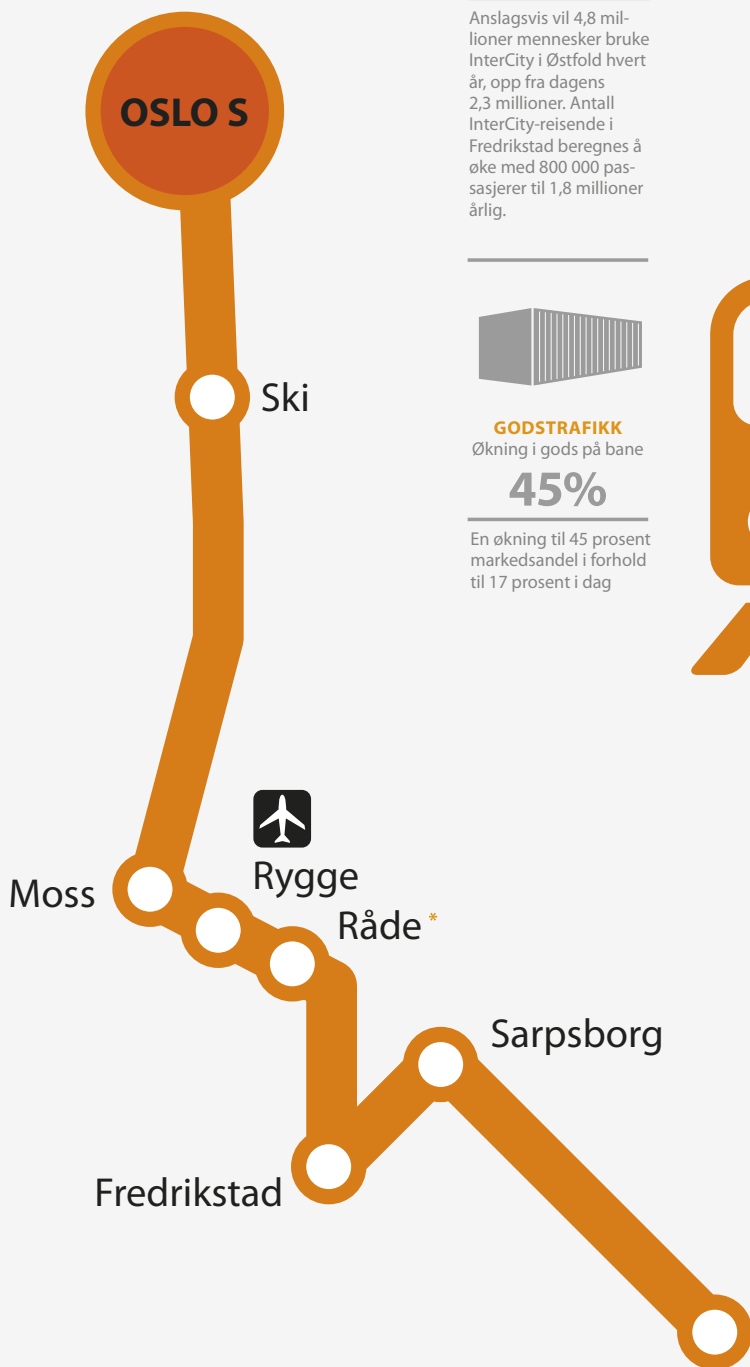 Anslagsvis vil 4,8 mil-
lioner mennesker bruke
InterCity i Østfold hvert
år, opp fra dagens
2,3 millioner. Antall
InterCity-reisende i
Fredrikstad beregnes å
øke med 800 000 pas-
sasjerer til 1,8 millioner
årlig.
OSLO S
Ski
GODSTRAFIKK
Økning i gods på bane
45%
En økning til 45 prosent
markedsandel i forhold
til 17 prosent i dag
Rygge
Moss
Råde *
Sarpsborg
Fredrikstad